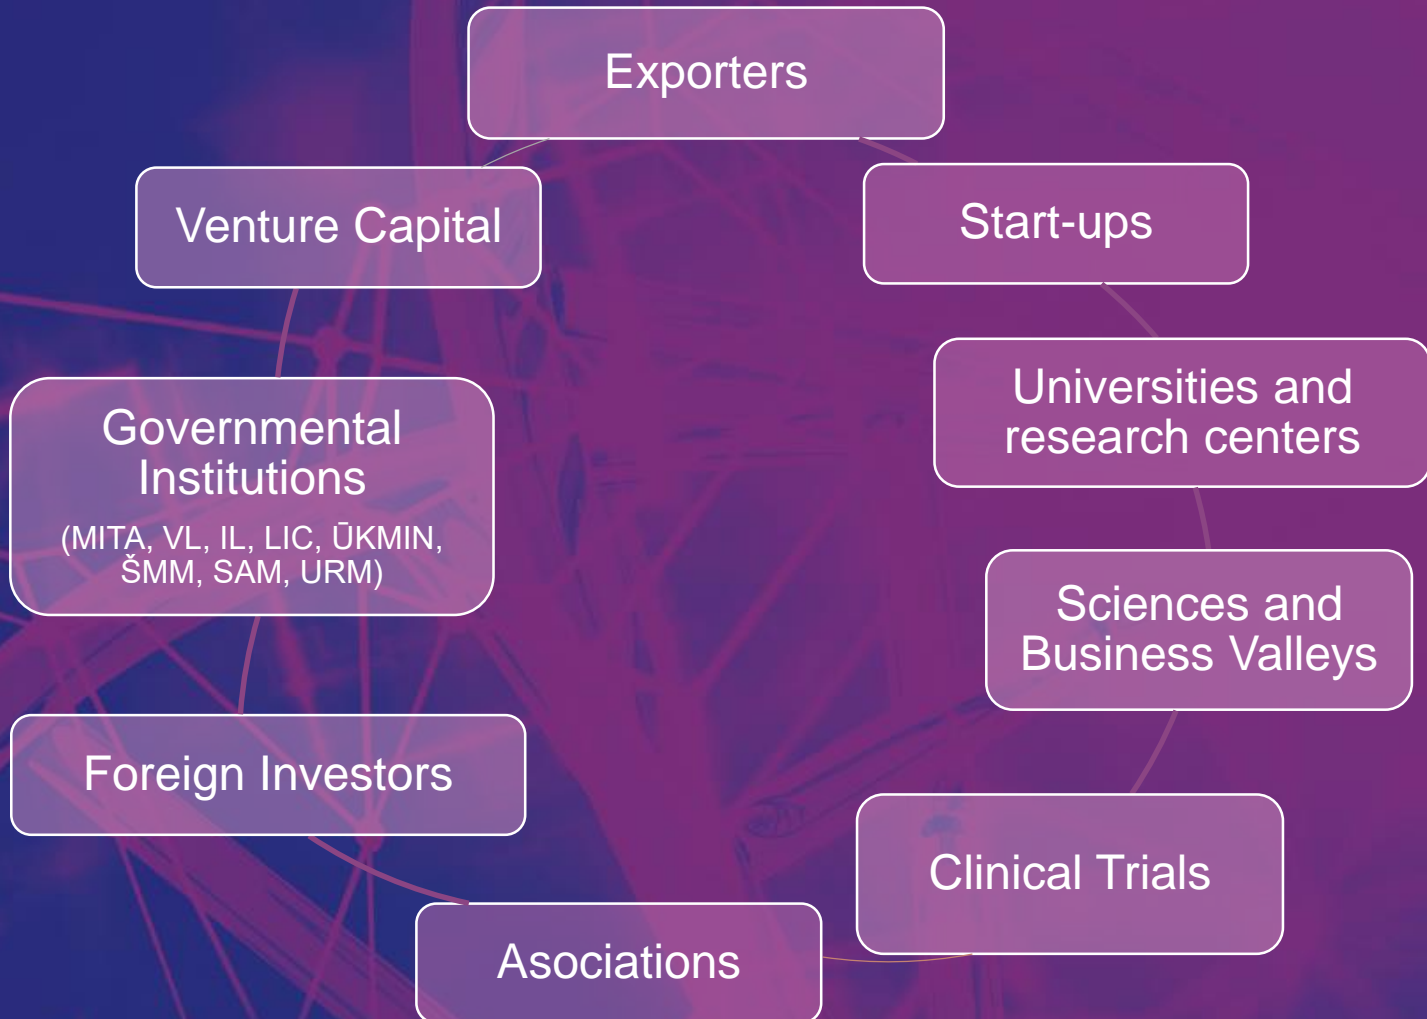 Exporters
Venture Capital
Start-ups
Universities and
research centers
Governmental
Institutions
(MITA, VL, IL, LIC, ŪKMIN,
ŠMM, SAM, URM)
Sciences and
Business Valleys
Foreign Investors
Clinical Trials
Asociations